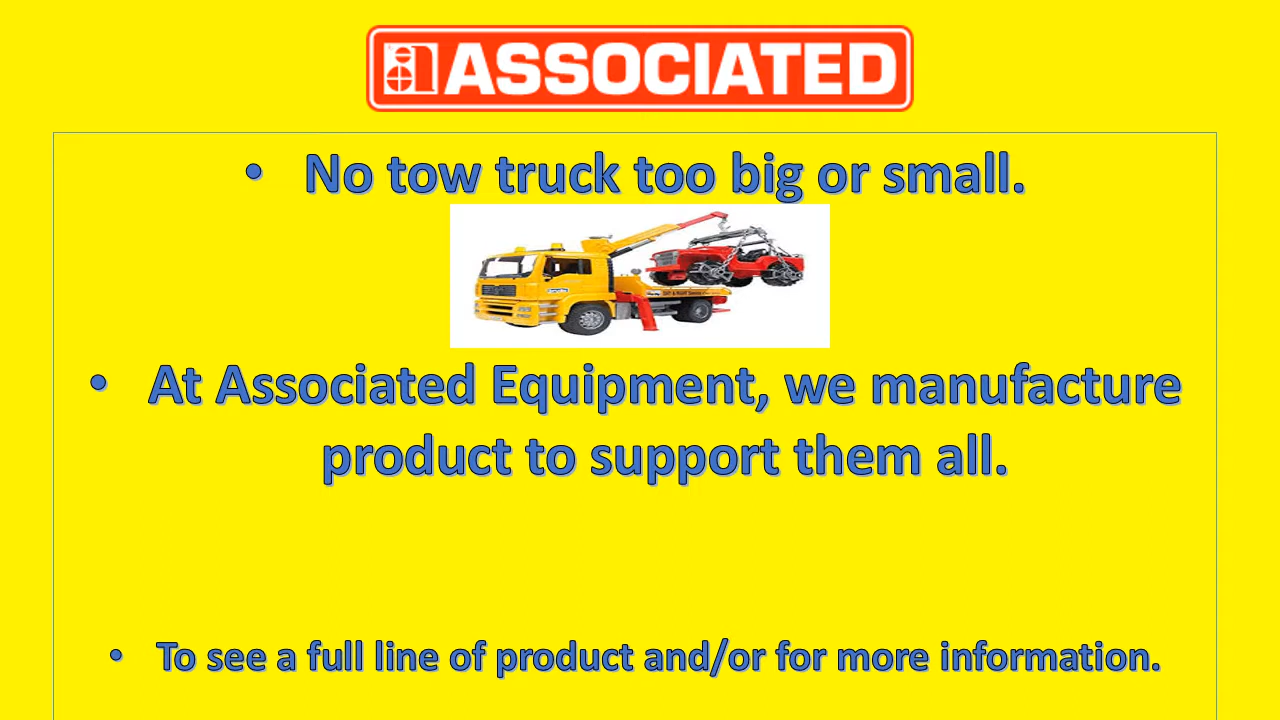 ASSOCIATED
• No tow truck too big or small.
• At Associated Equipment, we manufacture
product to support them all.
• To see a full line of product and/or for more information.